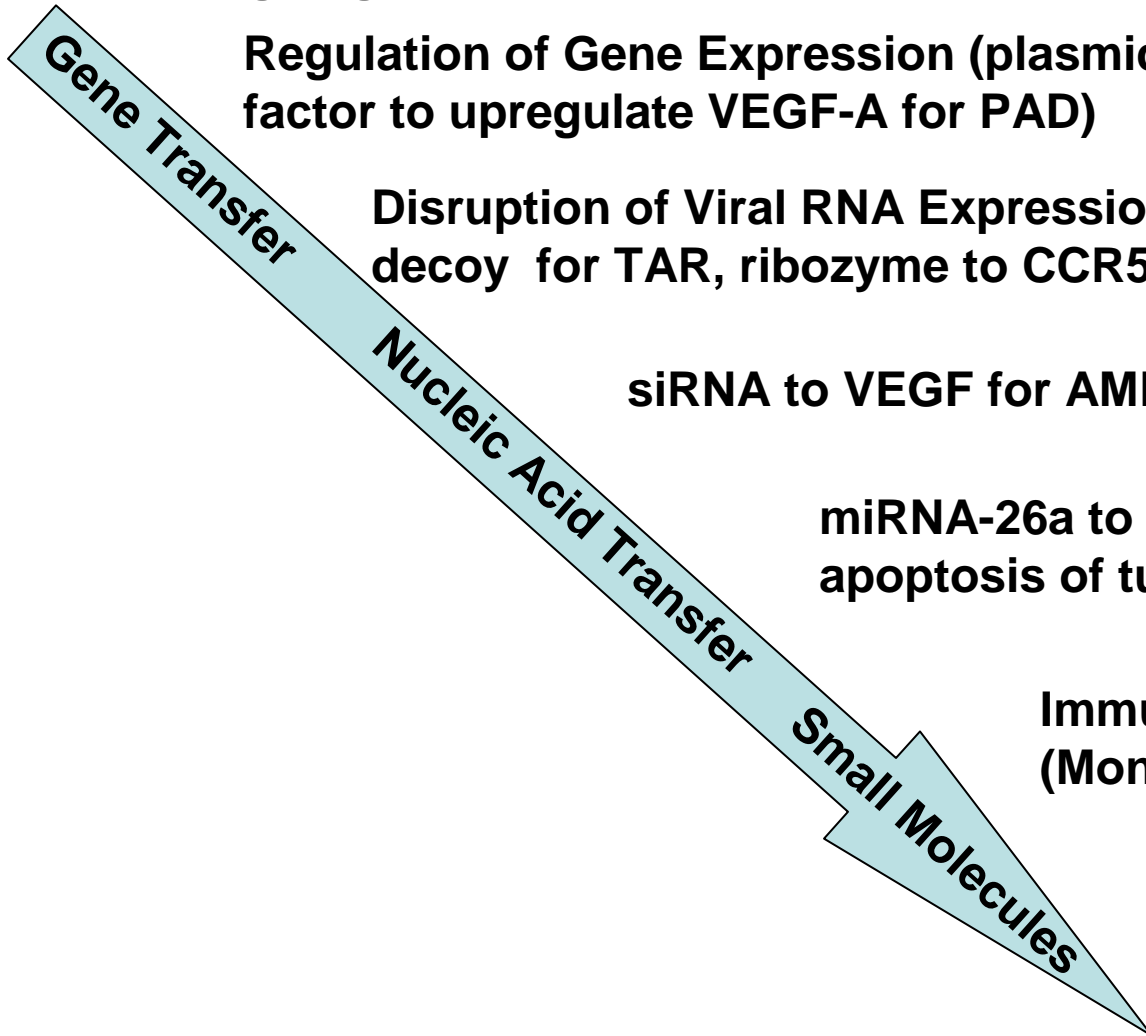 Regulation of Gene Expression (plasmid
factor to upregulate VEGF-A for PAD)
Disruption of Viral RNA Expressio
decoy for TAR, ribozyme to CCR5
siRNA to VEGF for AM
miRNA-26a to
apoptosis of tu
Immu
(Mon
Gene Transfer
Nucleic Acid Transfer
Small Molecules